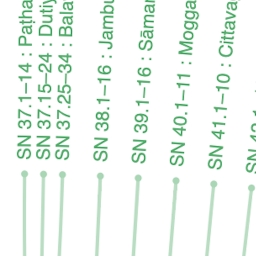 SN 37.1–14 : Paṭha
SN 37.15–24 : Dutiy
SN 37.25–34 : Bala
SN 38.1–16 : Jambu
SN 39.1–16 : Sāmaṇ
SN 40.1–11 : Mogga
SN 41.1–10 : Cittava